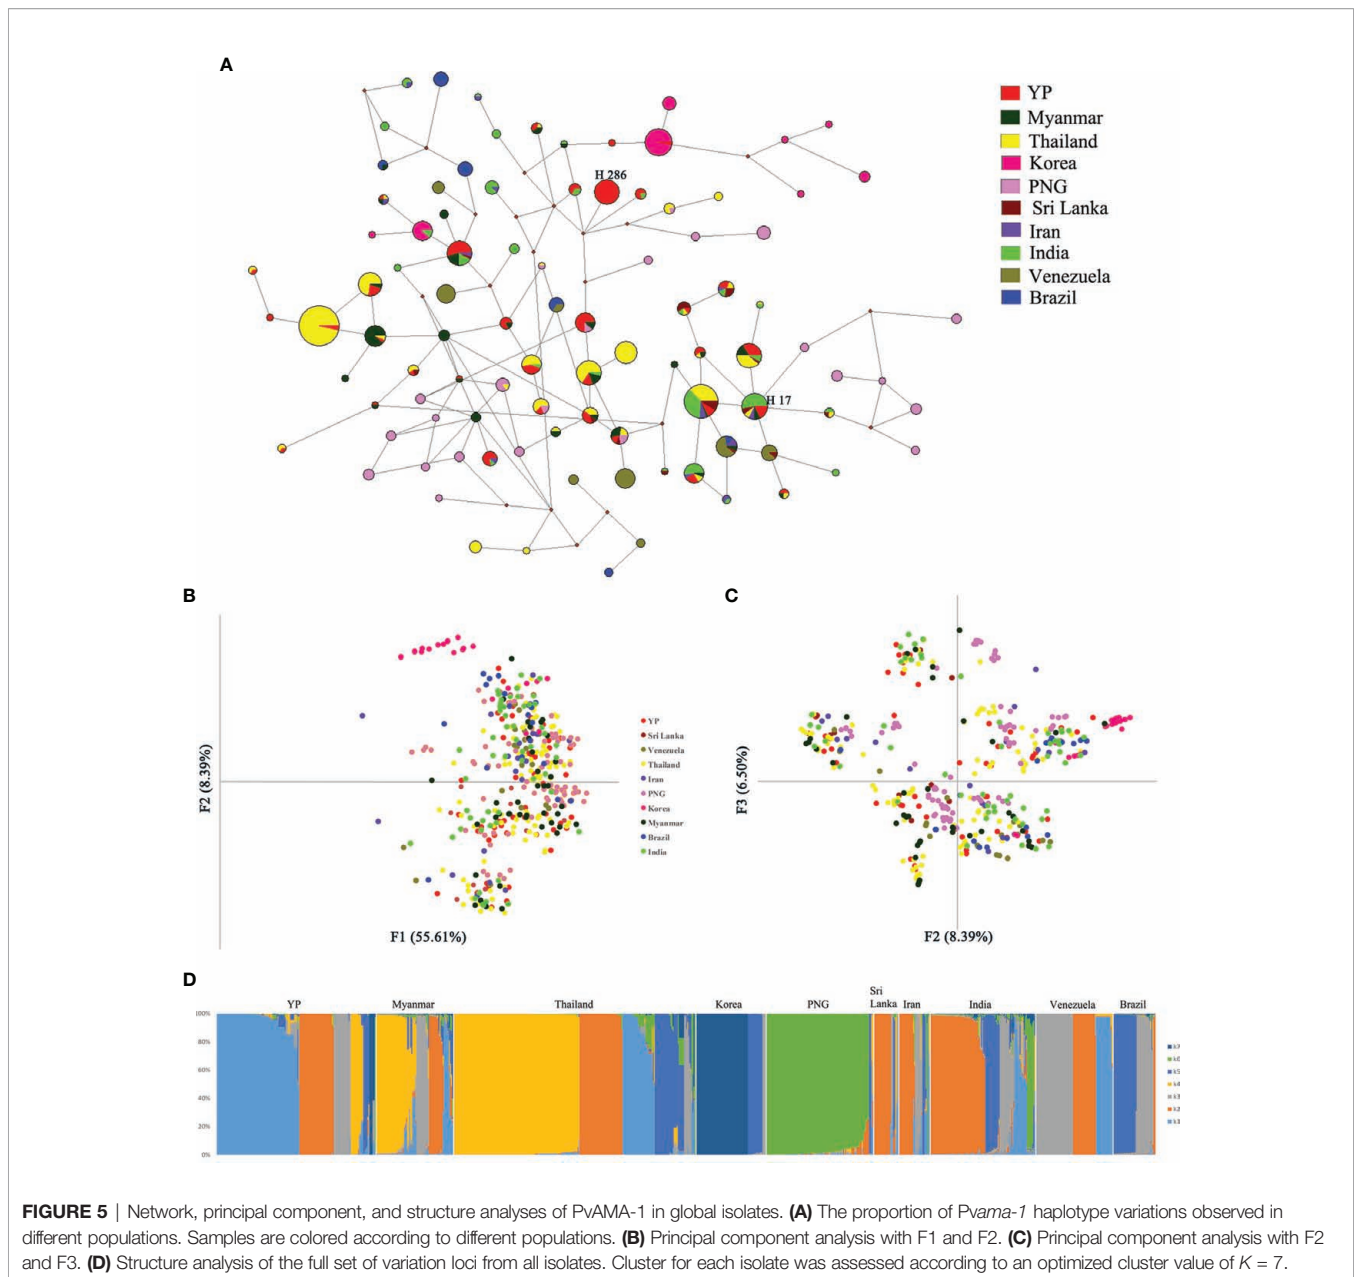 A
H 286
H 17
YP
Myanmar
Thailand
Korea
PNG
Sri Lanka
Iran
India
Venezuela
Brazil
B
F2 (8.39%)
F1 (55.61%)
YP
Sri Lanka
Venezuela
Thailand
Iran
PNG
Korea
Myanmar
Brazil
India
C
F3 (6.50%)
F2 (8.39%)
D
YP
Myanmar
Thailand
Korea
PNG
Sri
Lanka
Iran
India
Venezuela
Brazil
100%
80%
60%
40%
20%
0%
FIGURE 5 | Network, principal component, and structure analyses of PvAMA-1 in global isolates. (A) The proportion of Pvama-1 haplotype variations observed in
different populations. Samples are colored according to different populations. (B) Principal component analysis with F1 and F2. (C) Principal component analysis with F2
and F3. (D) Structure analysis of the full set of variation loci from all isolates. Cluster for each isolate was assessed according to an optimized cluster value of K = 7.